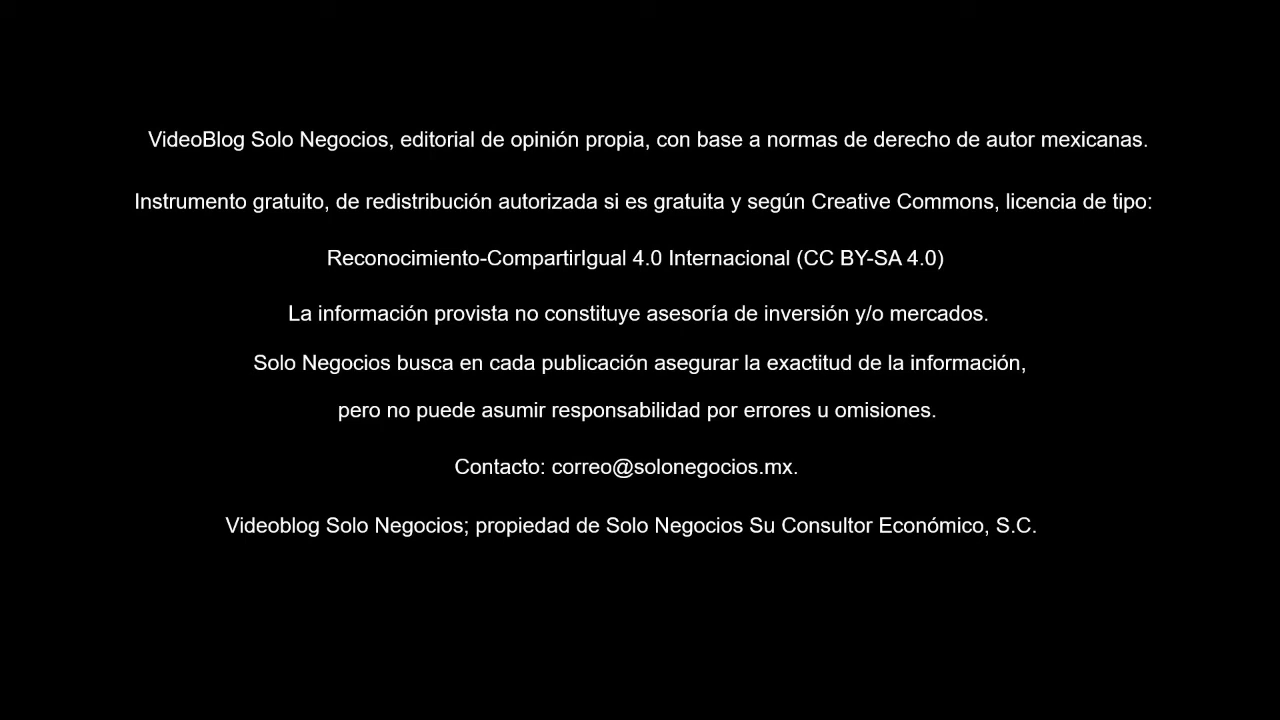 VideoBlog Solo Negocios, editorial de opinión propia, con base a normas de derecho de autor mexicanas.
Instrumento gratuito, de redistribución autorizada si es gratuita y según Creative Commons, licencia de tipo:
Reconocimiento-CompartirIgual 4.0 Internacional (CC BY-SA 4.0)
La información provista no constituye asesoría de inversión y/o mercados.
Solo Negocios busca en cada publicación asegurar la exactitud de la información,
pero no puede asumir responsabilidad por errores u omisiones.
Contacto: correo@solonegocios.mx.
Videoblog Solo Negocios; propiedad de Solo Negocios Su Consultor Económico, S.C.